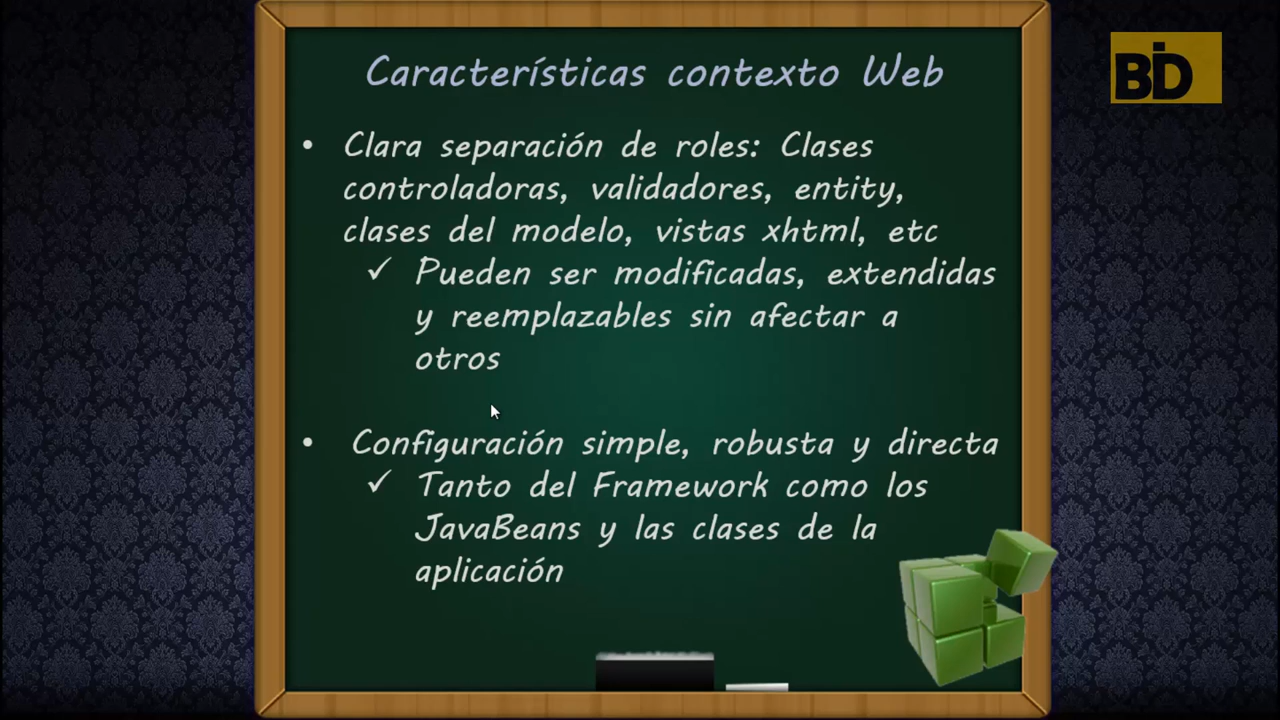 Características contexto Web
BID
• Clara separación de roles: Clases
controladoras, validadores, entity,
clases del modelo, vistas xhtml, etc
✓ Pueden ser modificadas, extendidas
y reemplazables sin afectar a
otros
• Configuración simple, robusta y directa
✓ Tanto del Framework como los
JavaBeans y las clases de la
aplicación